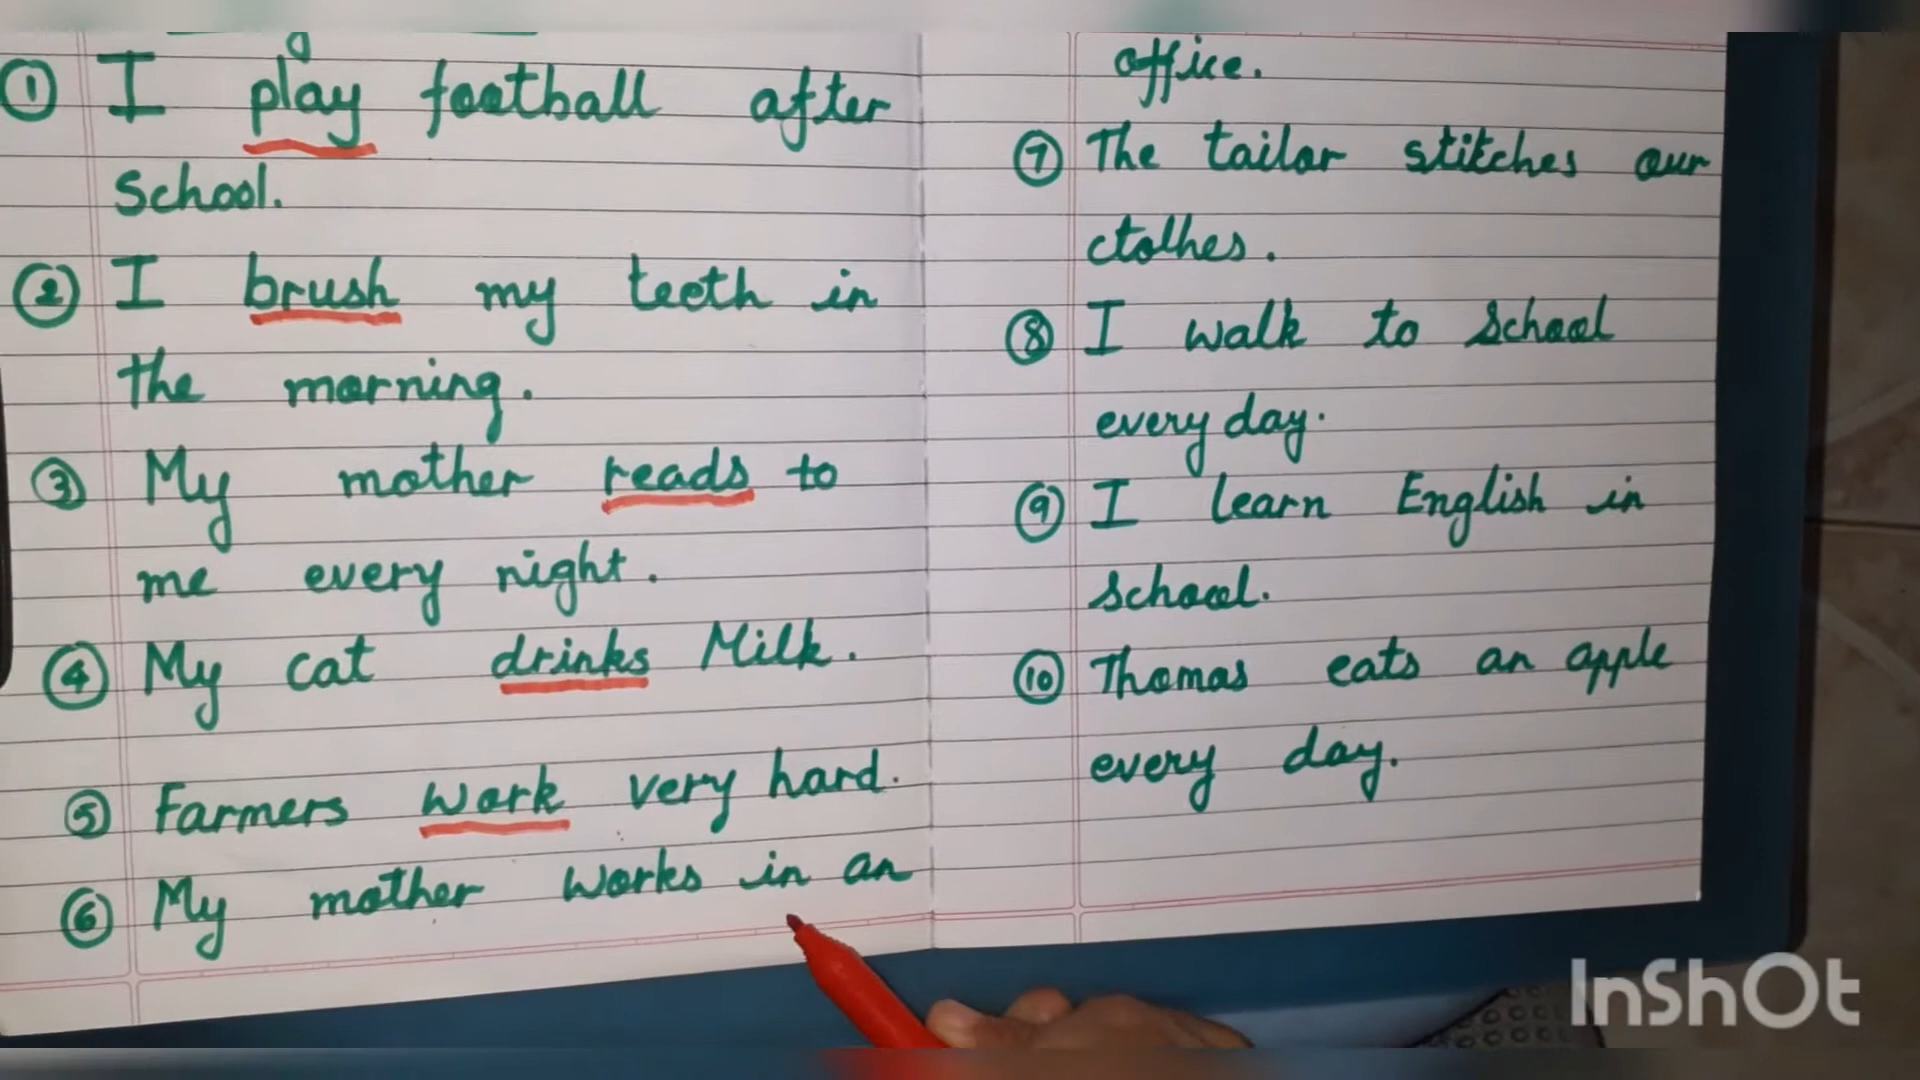 ① I play football after
School.
② I brush my teeth in
the morning.
③ My mother reads to
me every night.
④ My cat drinks Milk.
⑤ Farmers work very hard.
⑥ My mother works in an
office.
⑦ The tailor stitches our
clothes.
⑧ I walk to School
every day.
⑨ I learn English in
school.
⑩ Thomas eats an apple
every day.
InShOt